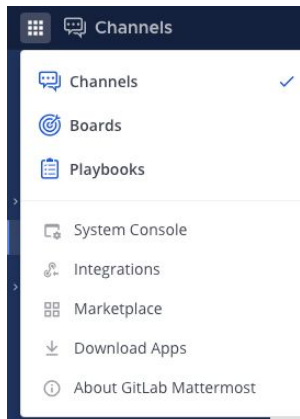 Channels
Channels
Boards
Playbooks
System Console
Integrations
Marketplace
Download Apps
About GitLab Mattermost